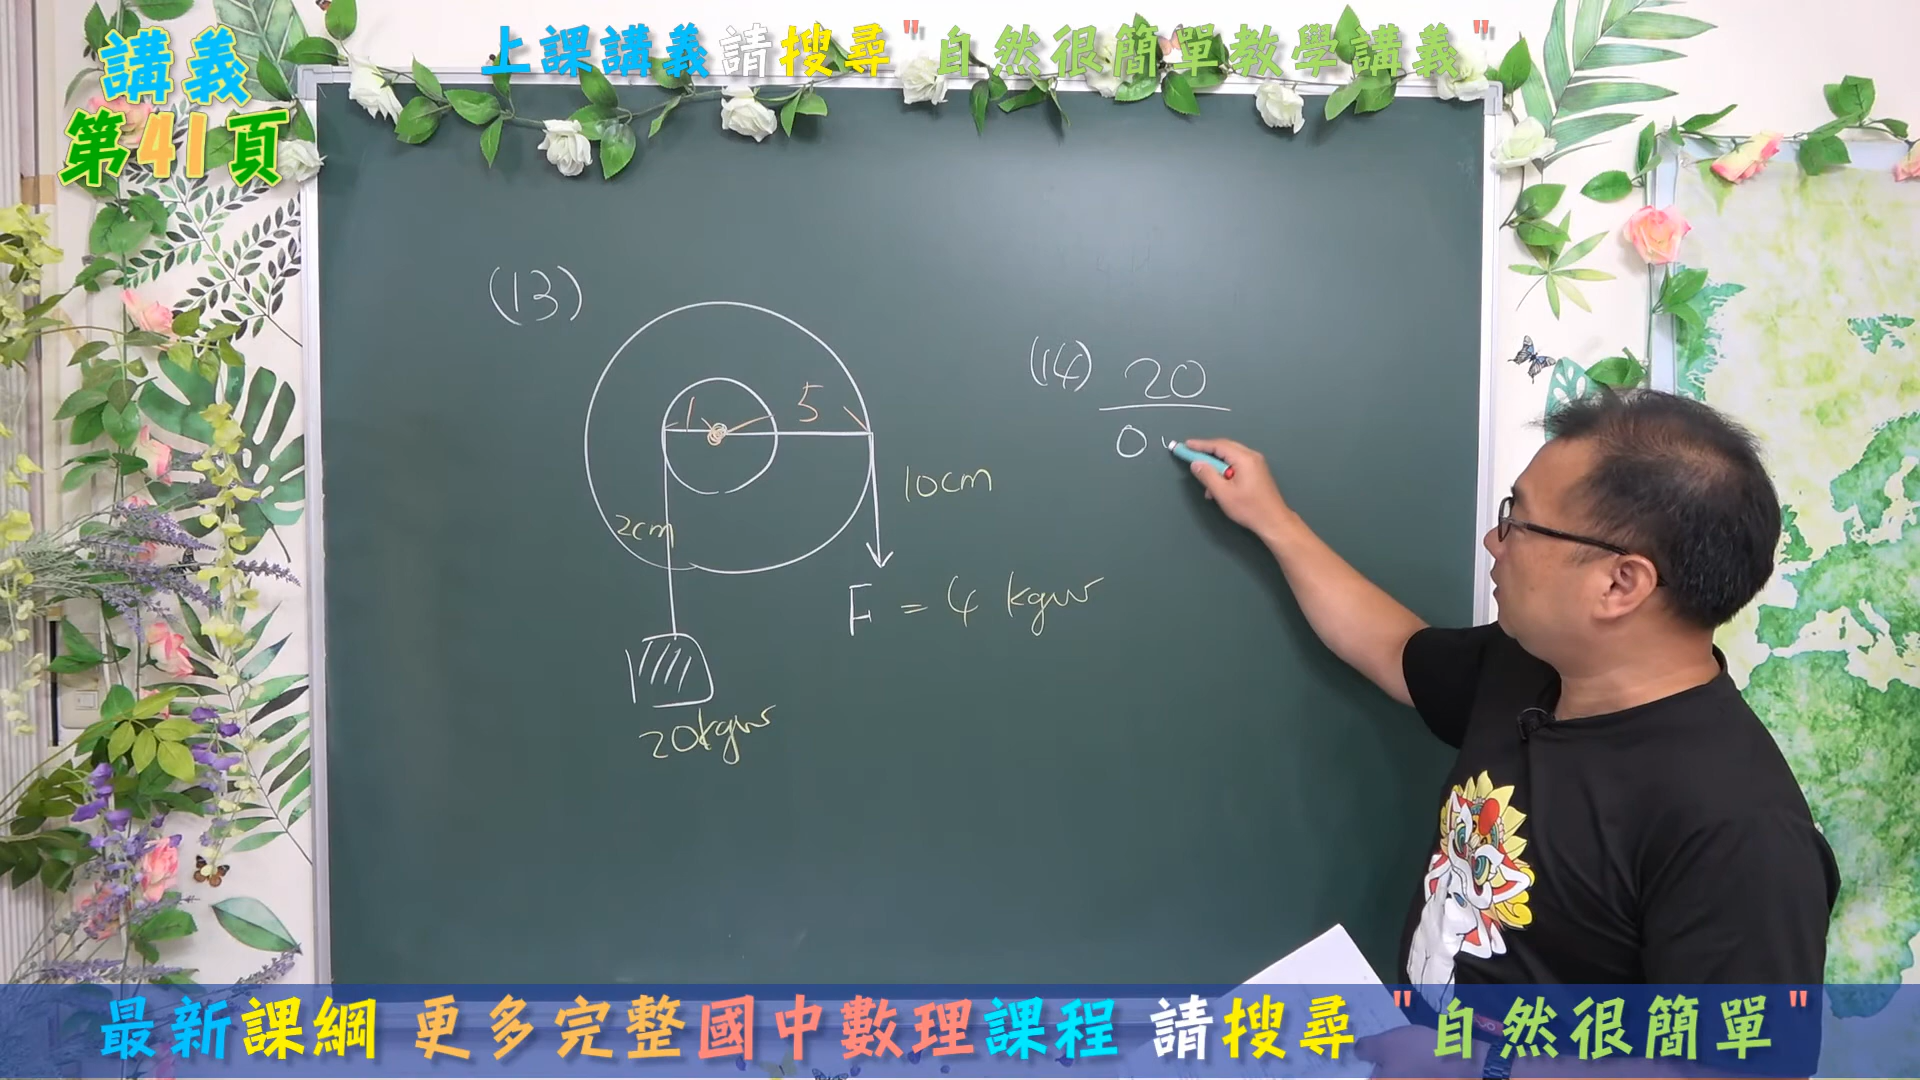 上課講義請搜尋"自然很簡單教學講義"
講義
第41頁
(13)
1 5
10cm
2cm
F = 4 kgw
20kgw
(14) 20
0
最新課綱 更多完整國中數理課程 請搜尋 "自然很簡單"